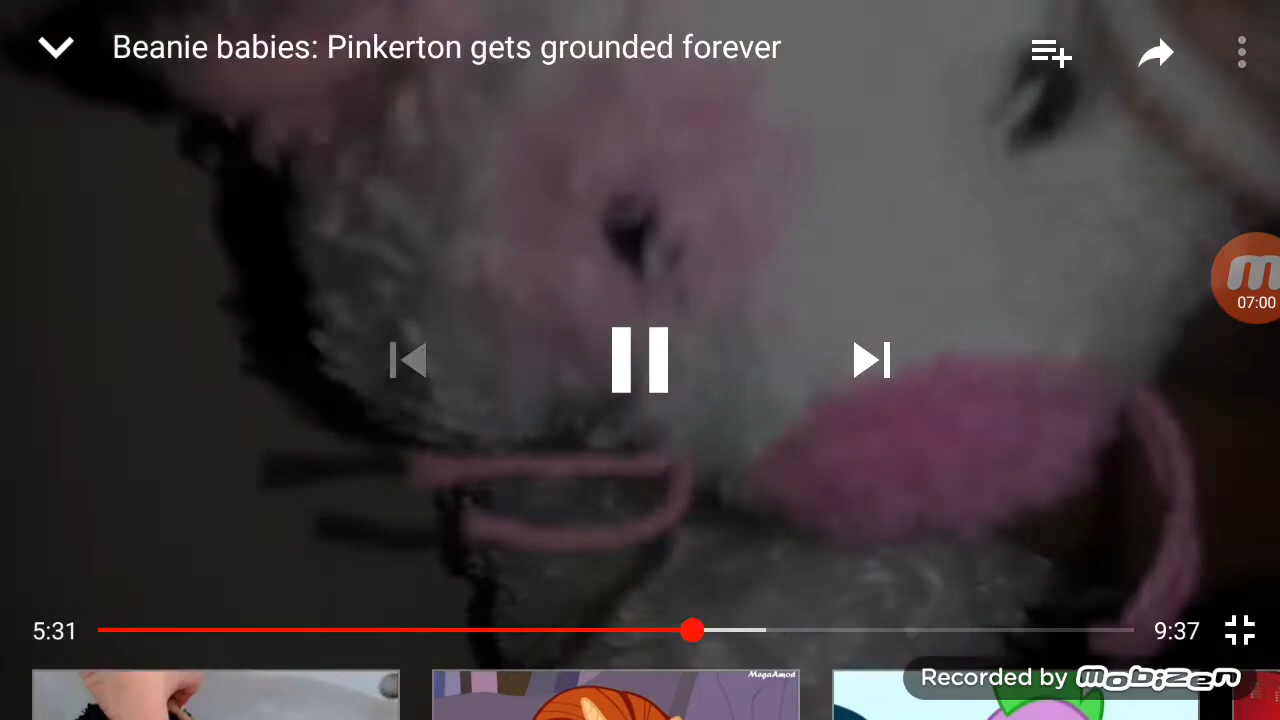 Beanie babies: Pinkerton gets grounded forever
m
07:00
5:31
9:37
MegaAmod
Recorded by mobizen